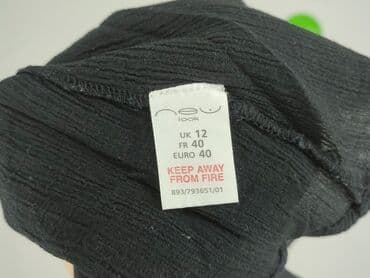 new
look
UK 12
FR 40
EURO 40
KEEP AWAY
FROM FIRE
893/793651/01